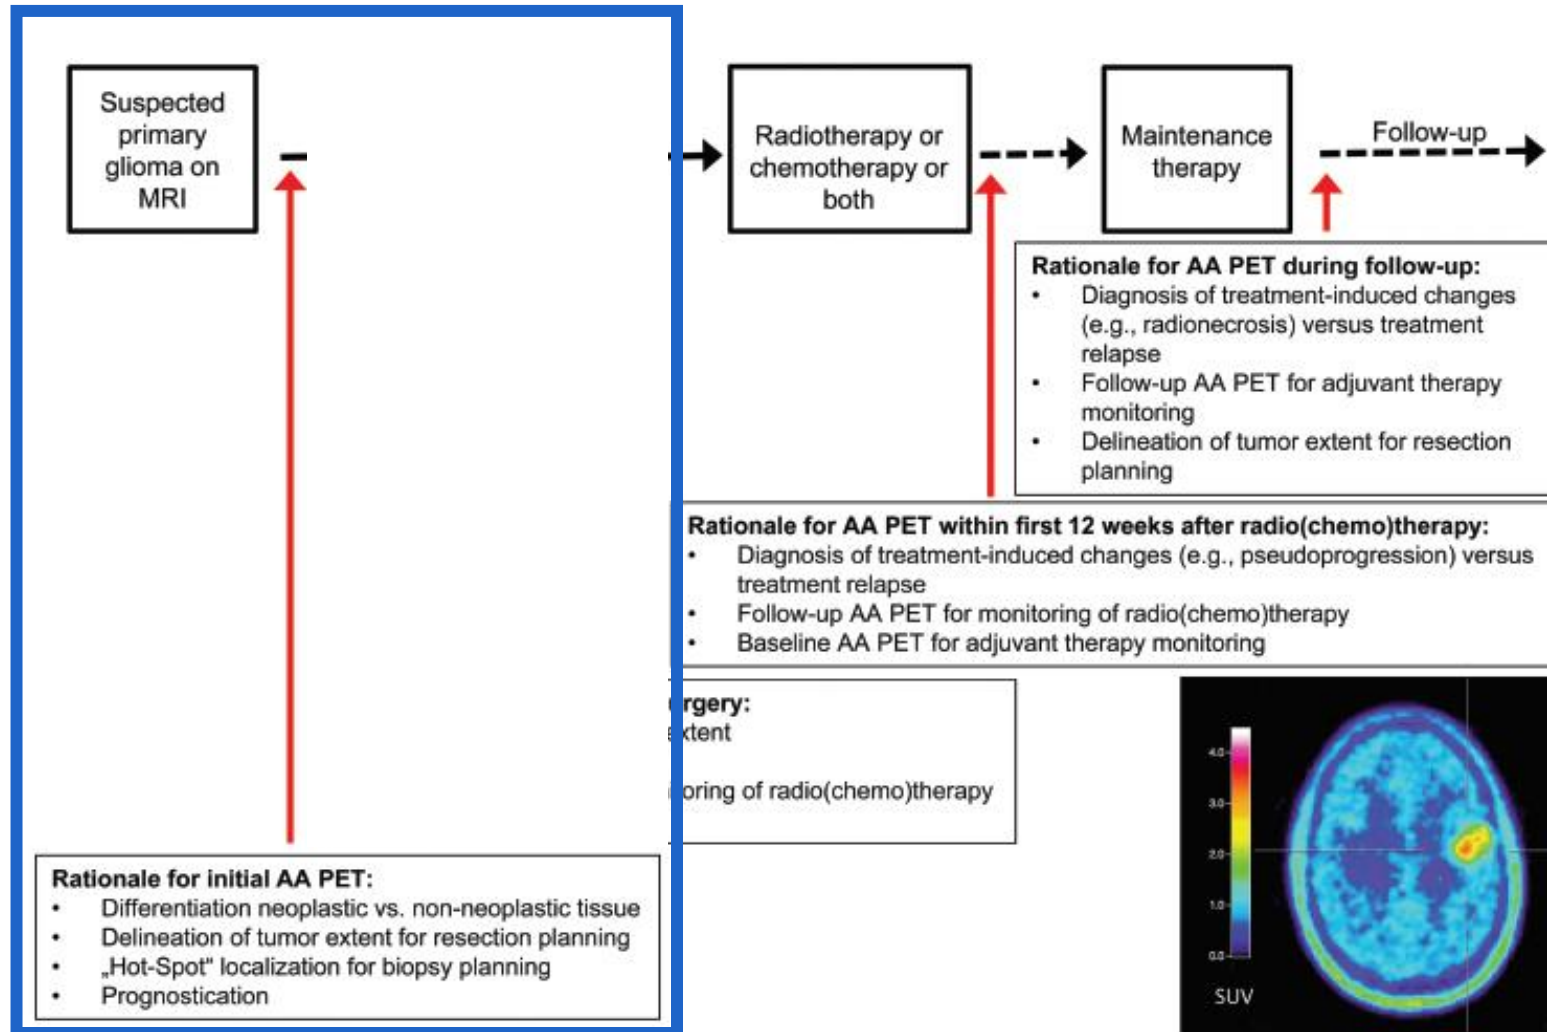 Suspected
primary
glioma on
MRI
Radiotherapy or
chemotherapy or
both
Maintenance
therapy
Follow-up
Rationale for AA PET during follow-up:
• Diagnosis of treatment-induced changes
(e.g., radionecrosis) versus treatment
relapse
• Follow-up AA PET for adjuvant therapy
monitoring
• Delineation of tumor extent for resection
planning
Rationale for AA PET within first 12 weeks after radio(chemo)therapy:
• Diagnosis of treatment-induced changes (e.g., pseudoprogression) versus
treatment relapse
• Follow-up AA PET for monitoring of radio(chemo)therapy
• Baseline AA PET for adjuvant therapy monitoring
urgery:
extent
oring of radio(chemo)therapy
Rationale for initial AA PET:
• Differentiation neoplastic vs. non-neoplastic tissue
• Delineation of tumor extent for resection planning
• „Hot-Spot" localization for biopsy planning
• Prognostication
4.0
3.0
2.0
1.0
0.0
SUV